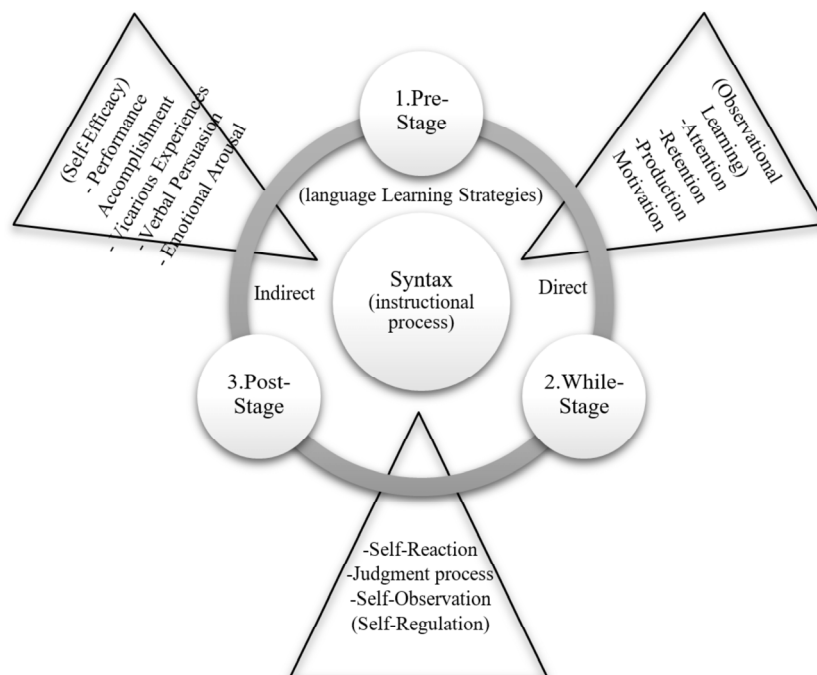 1.Pre-
Stage
(Self-Efficacy)
- Performance
Accomplishment
- Vicarious Experiences
- Verbal Persuasion
- Emotional Arousal
(Observational
Learning)
-Attention
-Retention
-Production
Motivation
(language Learning Strategies)
Syntax
(instructional
process)
Indirect
Direct
3.Post-
Stage
2.While-
Stage
-Self-Reaction
-Judgment process
-Self-Observation
(Self-Regulation)